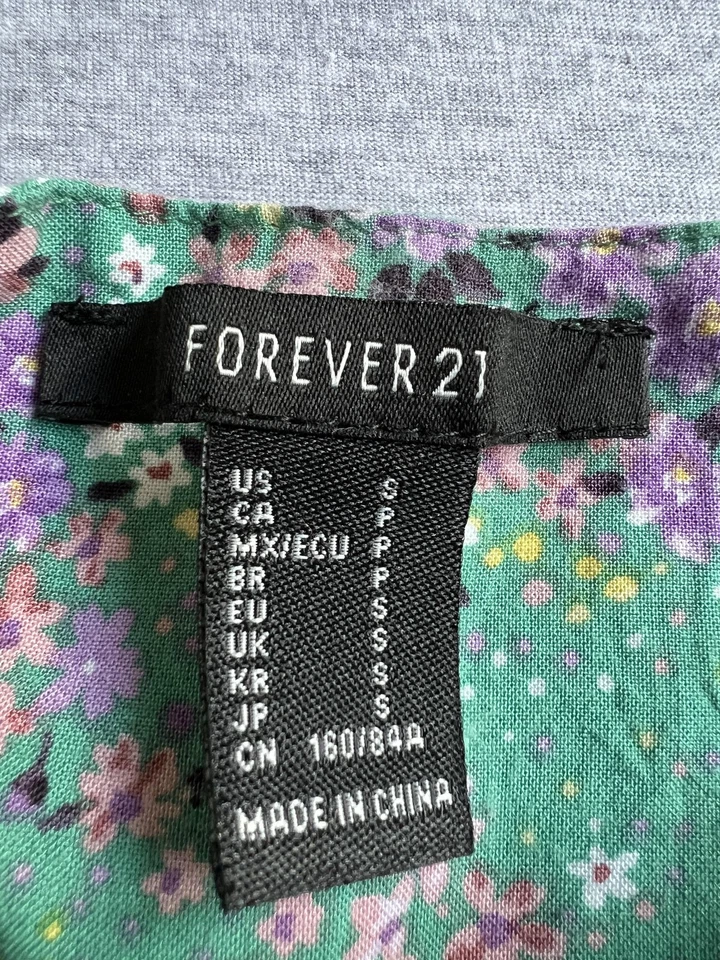 FOREVER 21
US S
CA P
MX/ECU P
BR P
EU S
UK S
KR S
JP S
CN 160/84A
MADE IN CHINA